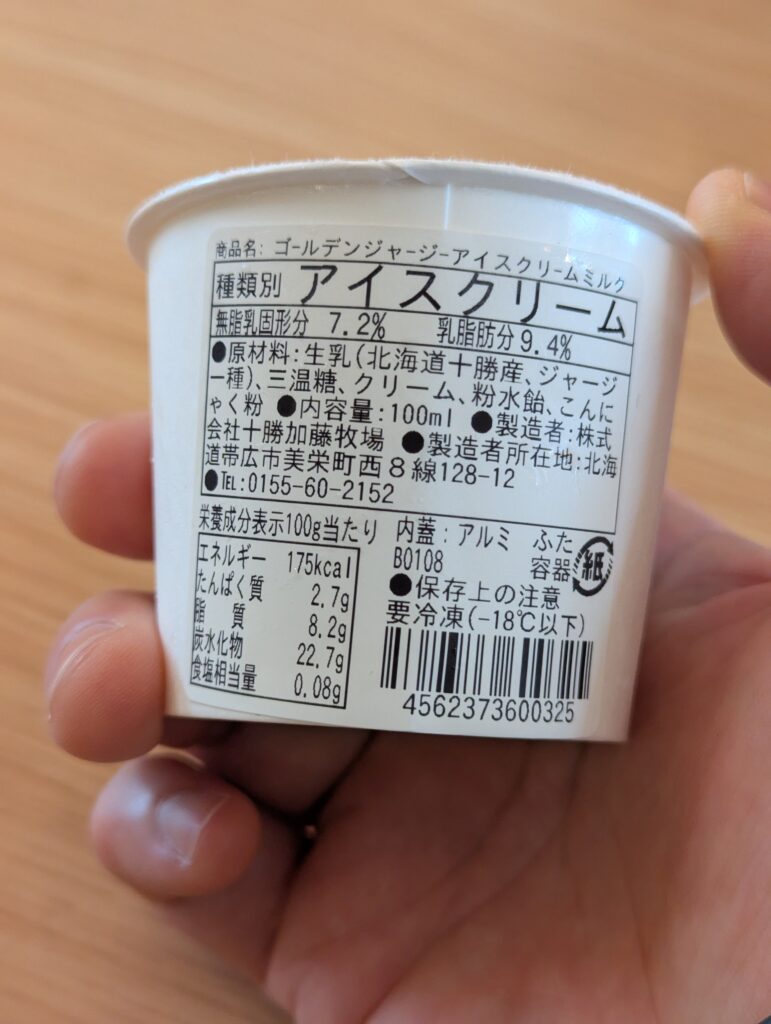 商品名: ゴールデンジャージーアイスクリームミルク
種類別 アイスクリーム
無脂乳固形分 7.2% 乳脂肪分 9.4%
●原材料:生乳(北海道十勝産、ジャージ
ー種)、三温糖、クリーム、粉水飴、こんに
ゃく粉 ●内容量:100ml ●製造者:株式
会社十勝加藤牧場 ●製造者所在地:北海
道帯広市美栄町西8線128-12
●℡:0155-60-2152
栄養成分表示100g当たり
エネルギー 175kcal
たんぱく質 2.7g
脂 質 8.2g
炭水化物 22.7g
食塩相当量 0.08g
内蓋:アルミ ふた
B0108 容器 紙
●保存上の注意
要冷凍(-18℃以下)
4562373600325